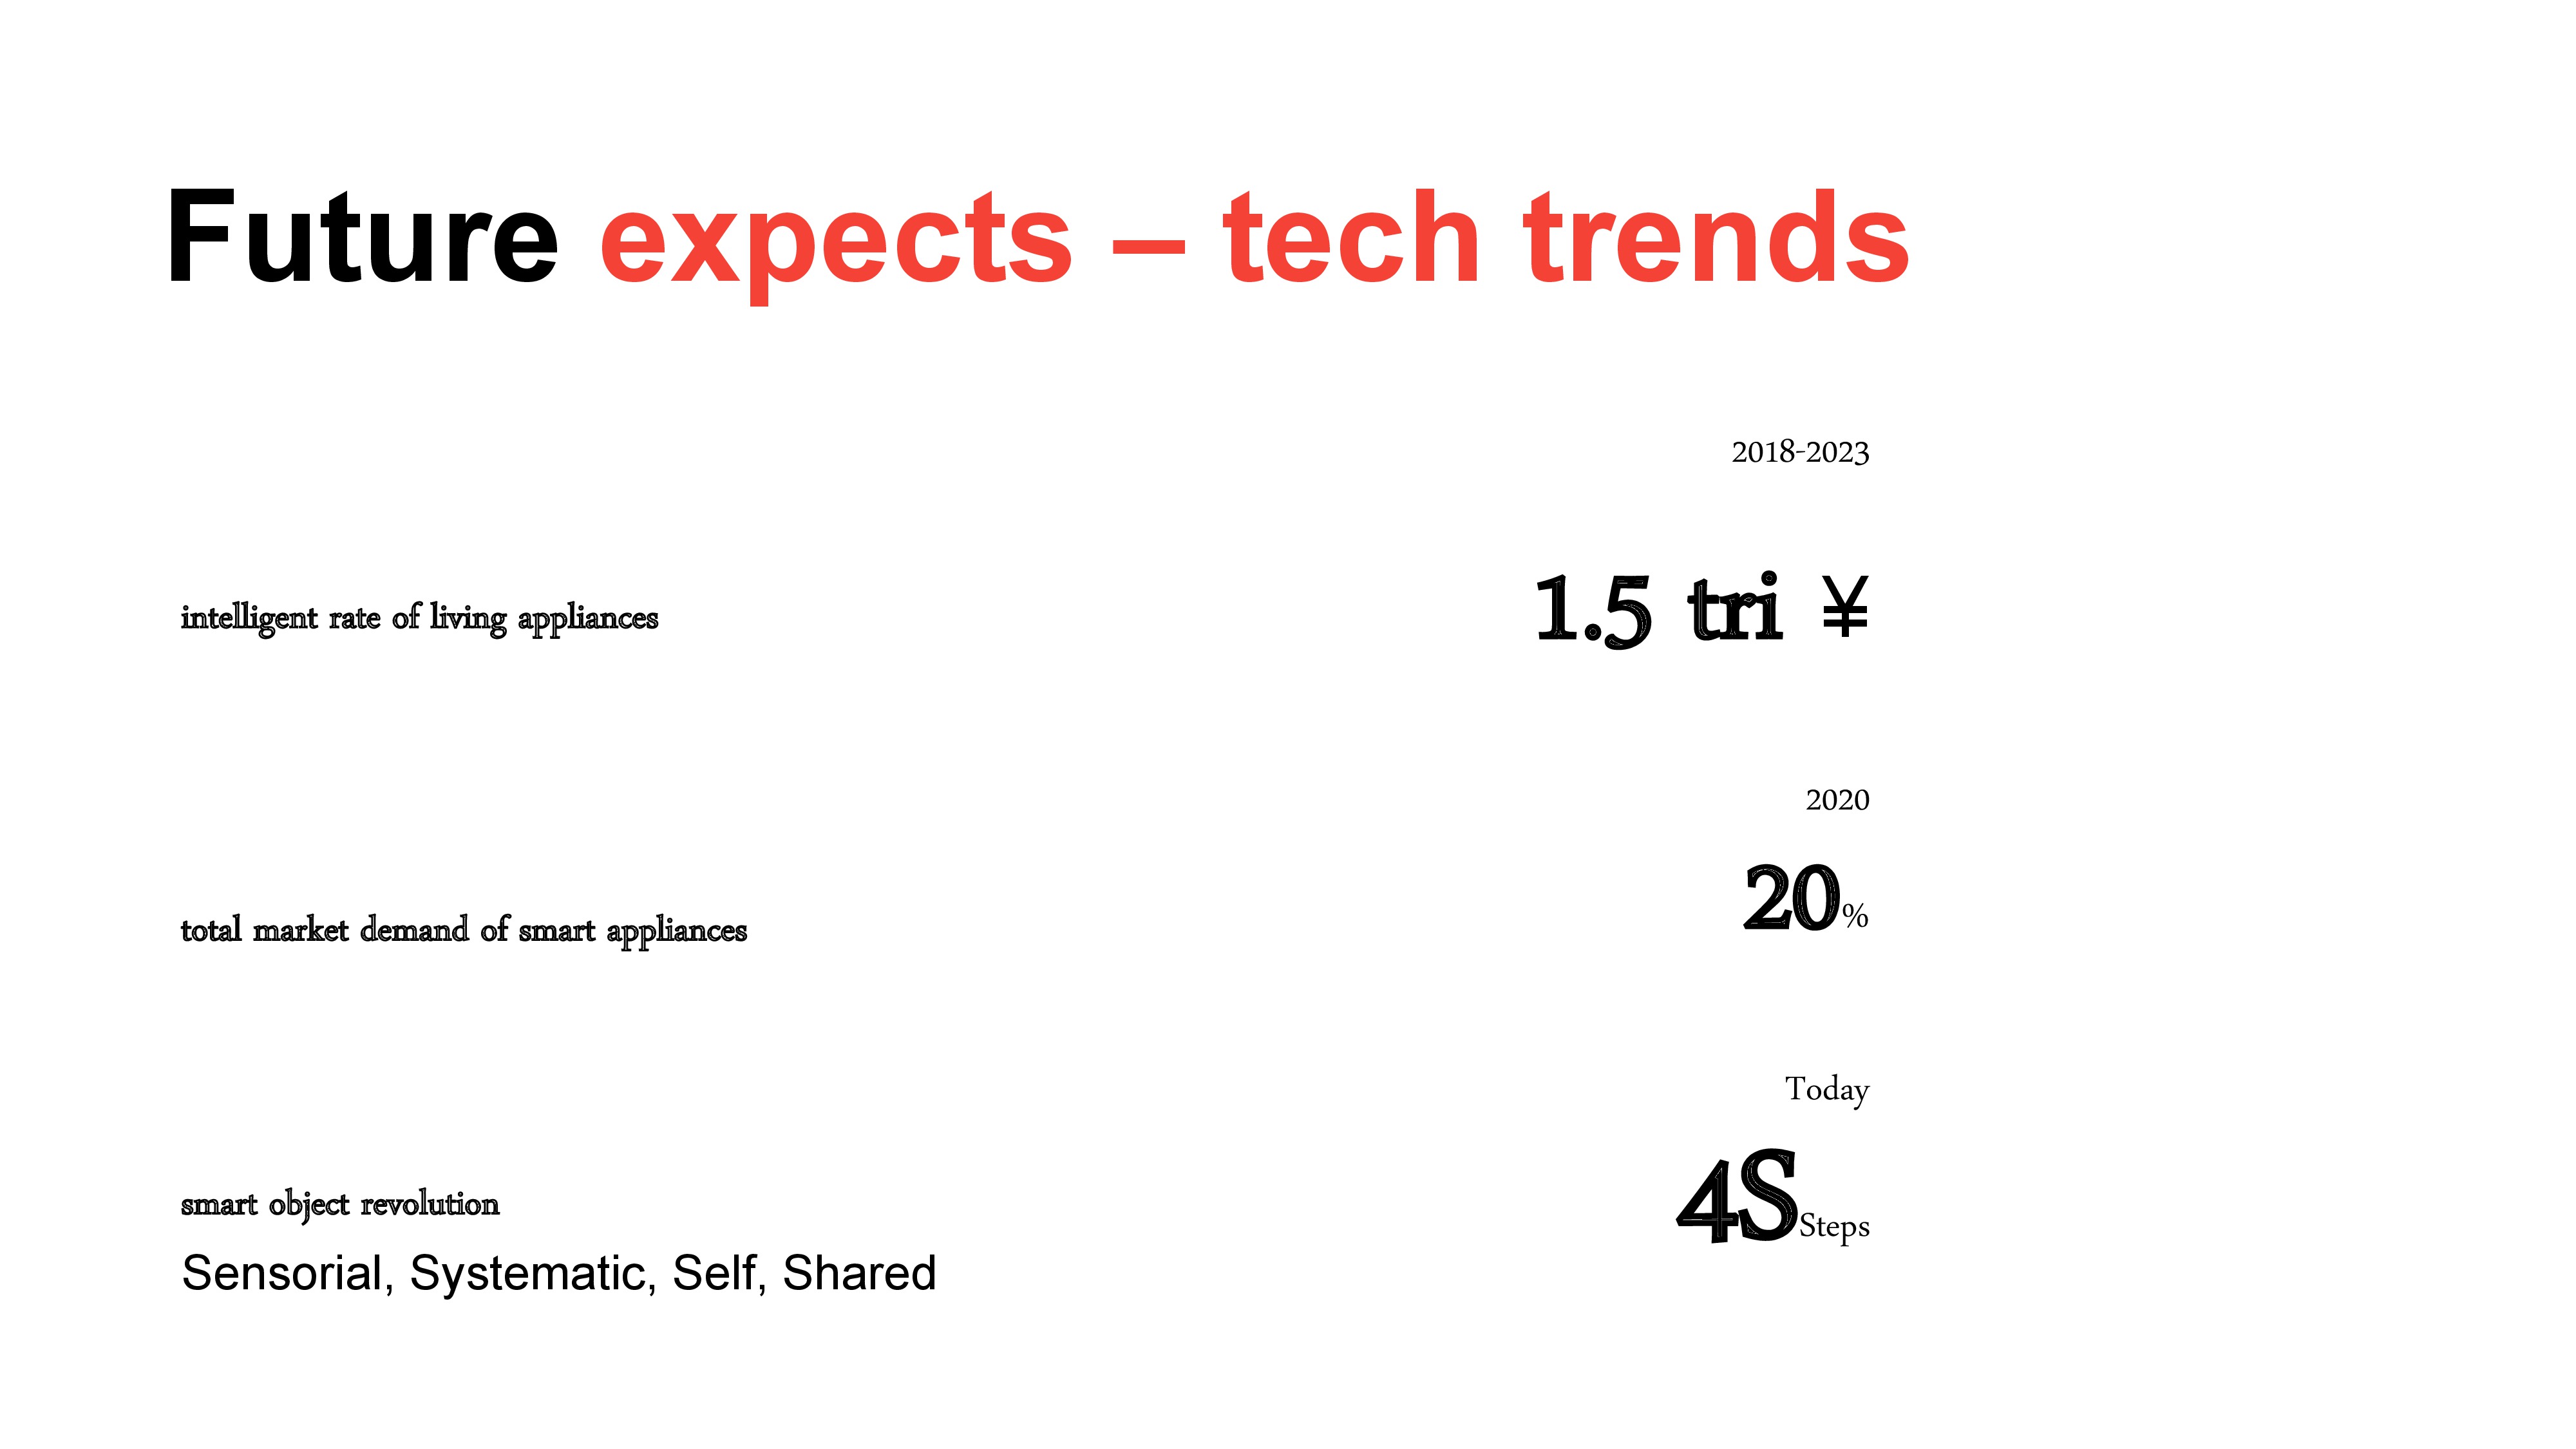 Future expects – tech trends
2018-2023
intelligent rate of living appliances 1.5 tri ¥
2020
total market demand of smart appliances 20%
Today
smart object revolution 4S Steps
Sensorial, Systematic, Self, Shared